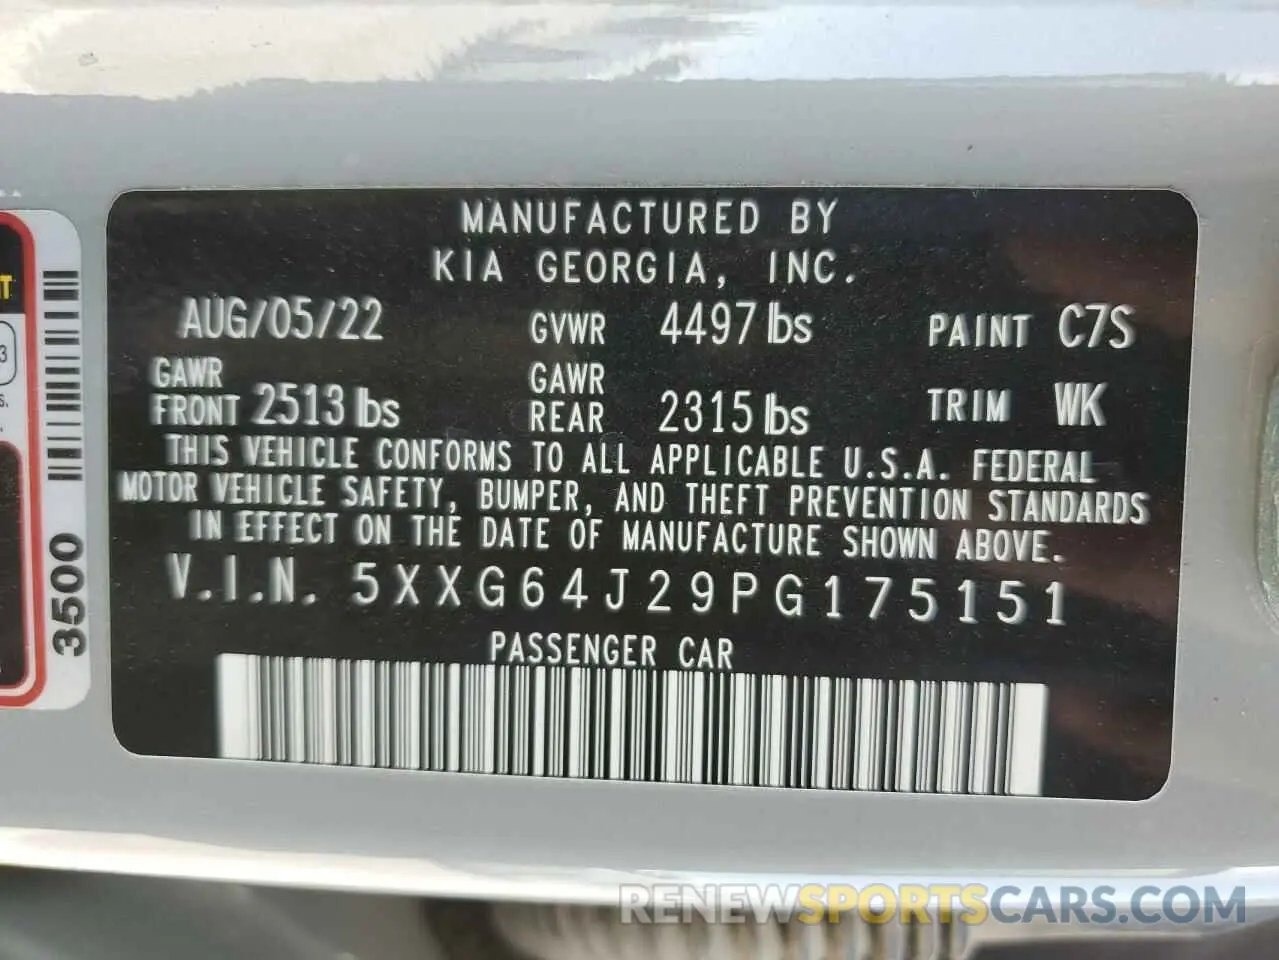 MANUFACTURED BY
KIA GEORGIA, INC.
AUG/05/22 GVWR 4497 lbs PAINT C7S
GAWR FRONT 2513 lbs GAWR REAR 2315 lbs TRIM WK
THIS VEHICLE CONFORMS TO ALL APPLICABLE U.S.A. FEDERAL
MOTOR VEHICLE SAFETY, BUMPER, AND THEFT PREVENTION STANDARDS
IN EFFECT ON THE DATE OF MANUFACTURE SHOWN ABOVE.
V.I.N. 5XXG64J29PG175151
PASSENGER CAR
3500
RENEWSPORTSCARS.COM